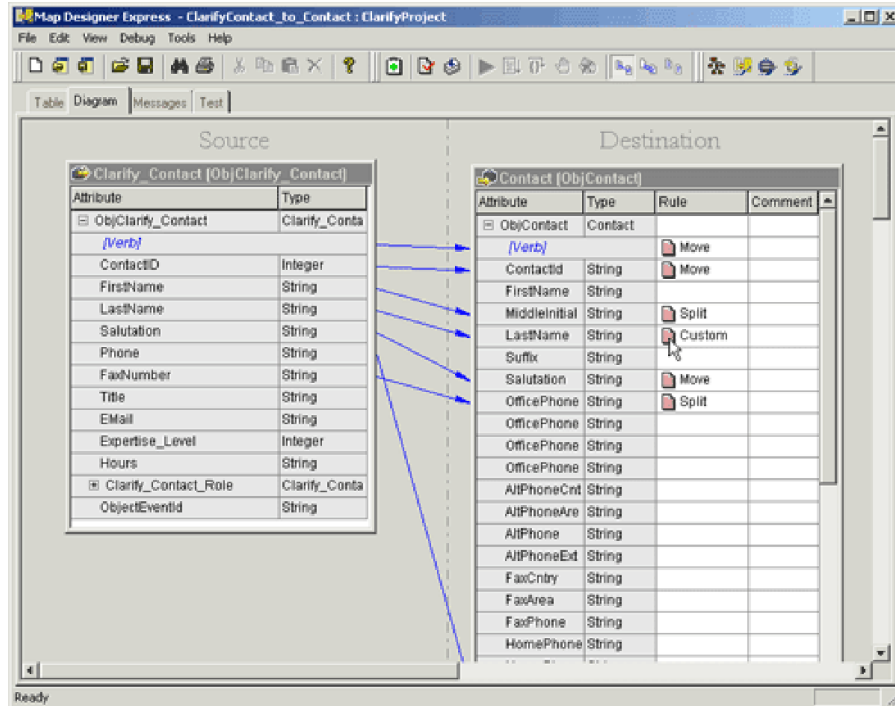 Map Designer Express - ClarifyContact_to_Contact : ClarifyProject
File Edit View Debug Tools Help
Table Diagram Messages Test
Source
Destination
Clarify_Contact [ObjClarify_Contact]
Attribute Type
ObjClarify_Contact Clarify_Conta
[Verb]
ContactID Integer
FirstName String
LastName String
Salutation String
Phone String
FaxNumber String
Title String
EMail String
Expertise_Level Integer
Hours String
Clarify_Contact_Role Clarify_Conta
ObjectEventId String
Contact [ObjContact]
Attribute Type Rule Comment
ObjContact Contact
[Verb] Move
ContactId String Move
FirstName String
MiddleInitial String Split
LastName String Custom
Suffix String
Salutation String Move
OfficePhone String Split
OfficePhone String
OfficePhone String
OfficePhone String
AltPhoneCnt String
AltPhoneAre String
AltPhone String
AltPhoneExt String
FaxCntry String
FaxArea String
FaxPhone String
HomePhone String
Ready